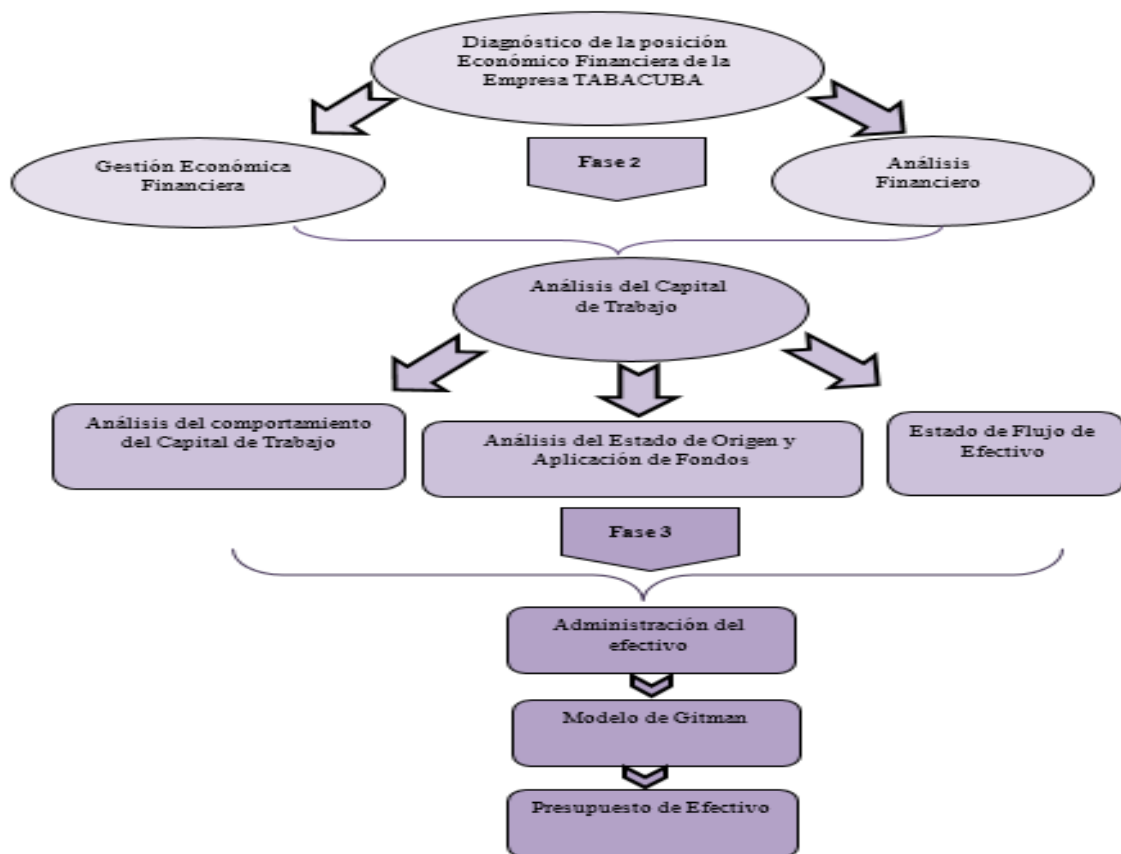 Diagnóstico de la posición
Económico Financiera de la
Empresa TABACUBA
Gestión Económica
Financiera
Fase 2
Análisis
Financiero
Análisis del Capital
de Trabajo
Análisis del comportamiento
del Capital de Trabajo
Análisis del Estado de Origen y
Aplicación de Fondos
Estado de Flujo de
Efectivo
Fase 3
Administración del
efectivo
Modelo de Gitman
Presupuesto de Efectivo